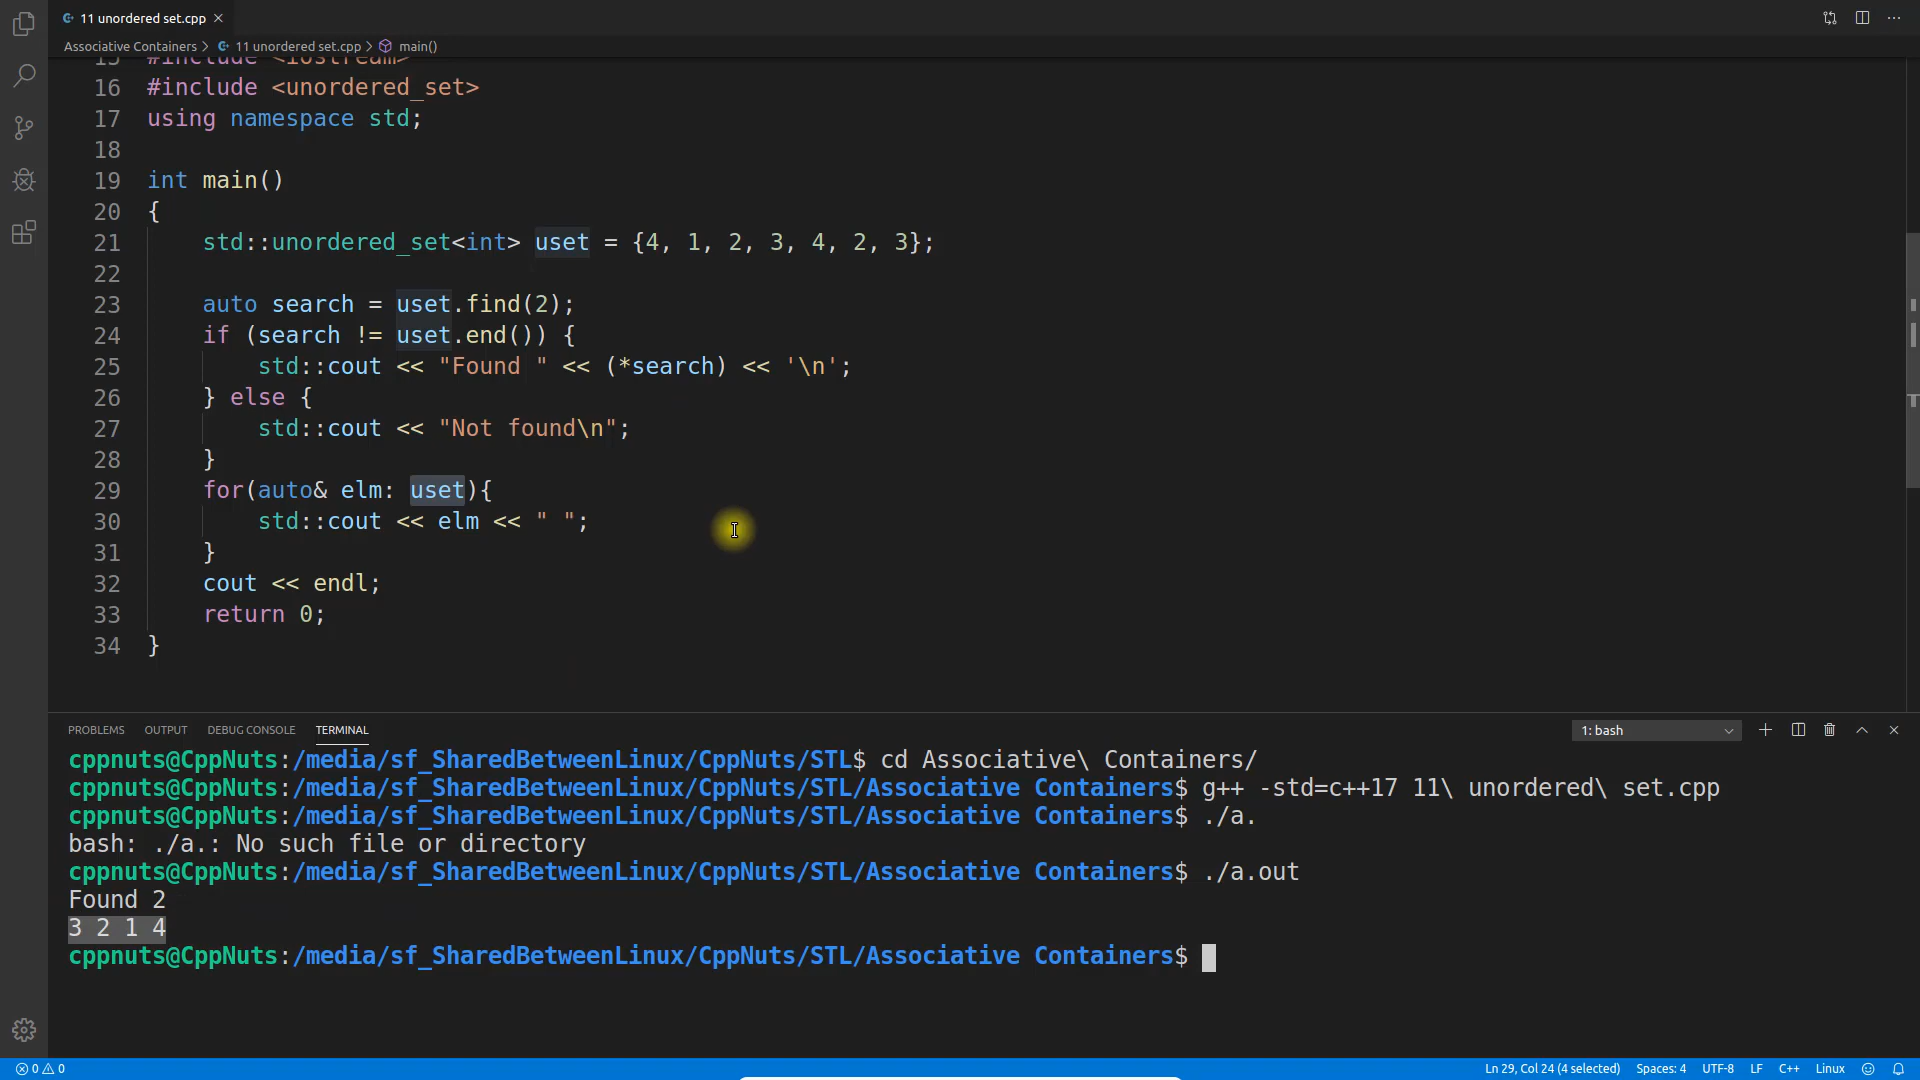 11 unordered set.cpp
Associative Containers > 11 unordered set.cpp > main()
15 #include <iostream>
16 #include <unordered_set>
17 using namespace std;
18
19 int main()
20 {
21 std::unordered_set<int> uset = {4, 1, 2, 3, 4, 2, 3};
22
23 auto search = uset.find(2);
24 if (search != uset.end()) {
25 std::cout << "Found " << (*search) << '\n';
26 } else {
27 std::cout << "Not found\n";
28 }
29 for(auto& elm: uset){
30 std::cout << elm << " ";
31 }
32 cout << endl;
33 return 0;
34 }
PROBLEMS OUTPUT DEBUG CONSOLE TERMINAL 1: bash
cppnuts@CppNuts:/media/sf_SharedBetweenLinux/CppNuts/STL$ cd Associative\ Containers/
cppnuts@CppNuts:/media/sf_SharedBetweenLinux/CppNuts/STL/Associative Containers$ g++ -std=c++17 11\ unordered\ set.cpp
cppnuts@CppNuts:/media/sf_SharedBetweenLinux/CppNuts/STL/Associative Containers$ ./a.
bash: ./a.: No such file or directory
cppnuts@CppNuts:/media/sf_SharedBetweenLinux/CppNuts/STL/Associative Containers$ ./a.out
Found 2
3 2 1 4
cppnuts@CppNuts:/media/sf_SharedBetweenLinux/CppNuts/STL/Associative Containers$
0 0 Ln 29, Col 24 (4 selected) Spaces: 4 UTF-8 LF C++ Linux